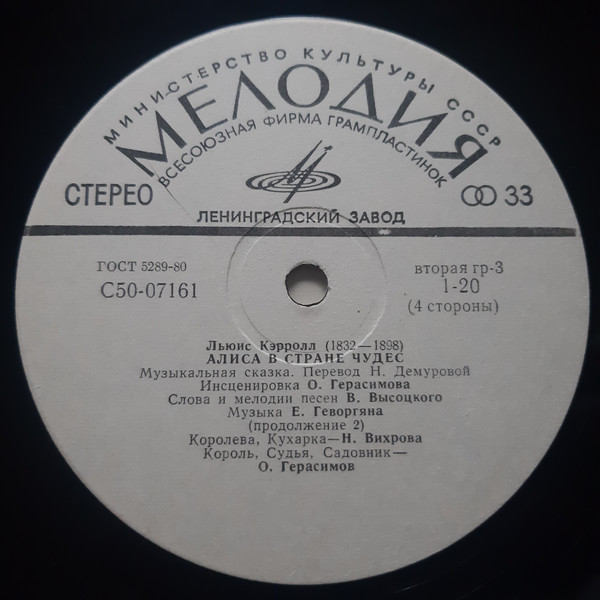 МИНИСТЕРСТВО КУЛЬТУРЫ СССР
МЕЛОДИЯ
ВСЕСОЮЗНАЯ ФИРМА ГРАМПЛАСТИНОК
СТЕРЕО
33
ЛЕНИНГРАДСКИЙ ЗАВОД
ГОСТ 5289-80
С50-07161
вторая гр-3
1-20
(4 стороны)
Льюис Кэрролл (1832—1898)
АЛИСА В СТРАНЕ ЧУДЕС
Музыкальная сказка. Перевод Н. Демуровой
Инсценировка О. Герасимова
Слова и мелодии песен В. Высоцкого
Музыка Е. Геворгяна
(продолжение 2)
Королева, Кухарка—Н. Вихрова
Король, Судья, Садовник—
О. Герасимов